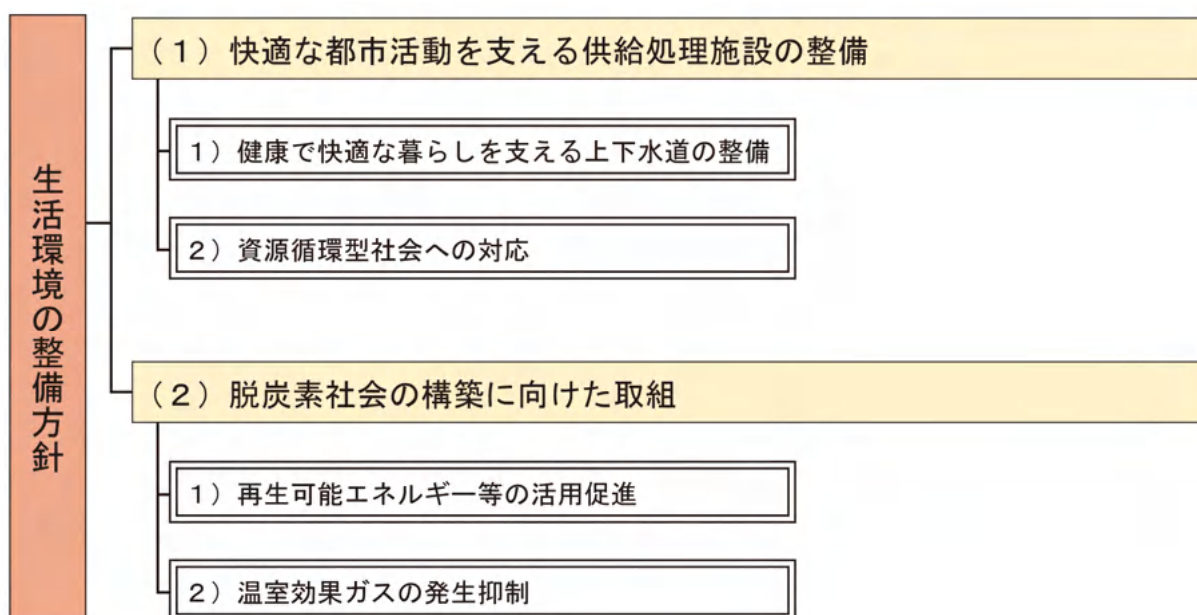 生活環境の整備方針
（１）快適な都市活動を支える供給処理施設の整備
１）健康で快適な暮らしを支える上下水道の整備
２）資源循環型社会への対応
（２）脱炭素社会の構築に向けた取組
１）再生可能エネルギー等の活用促進
２）温室効果ガスの発生抑制